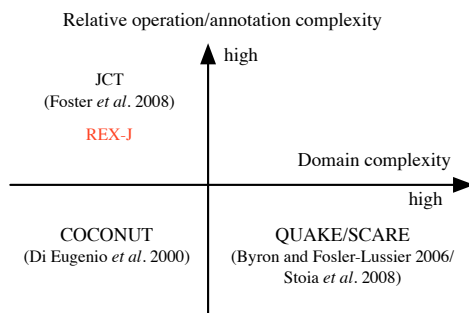 Relative operation/annotation complexity
high
JCT
(Foster et al. 2008)
REX-J
Domain complexity
high
COCONUT
(Di Eugenio et al. 2000)
QUAKE/SCARE
(Byron and Fosler-Lussier 2006/
Stoia et al. 2008)